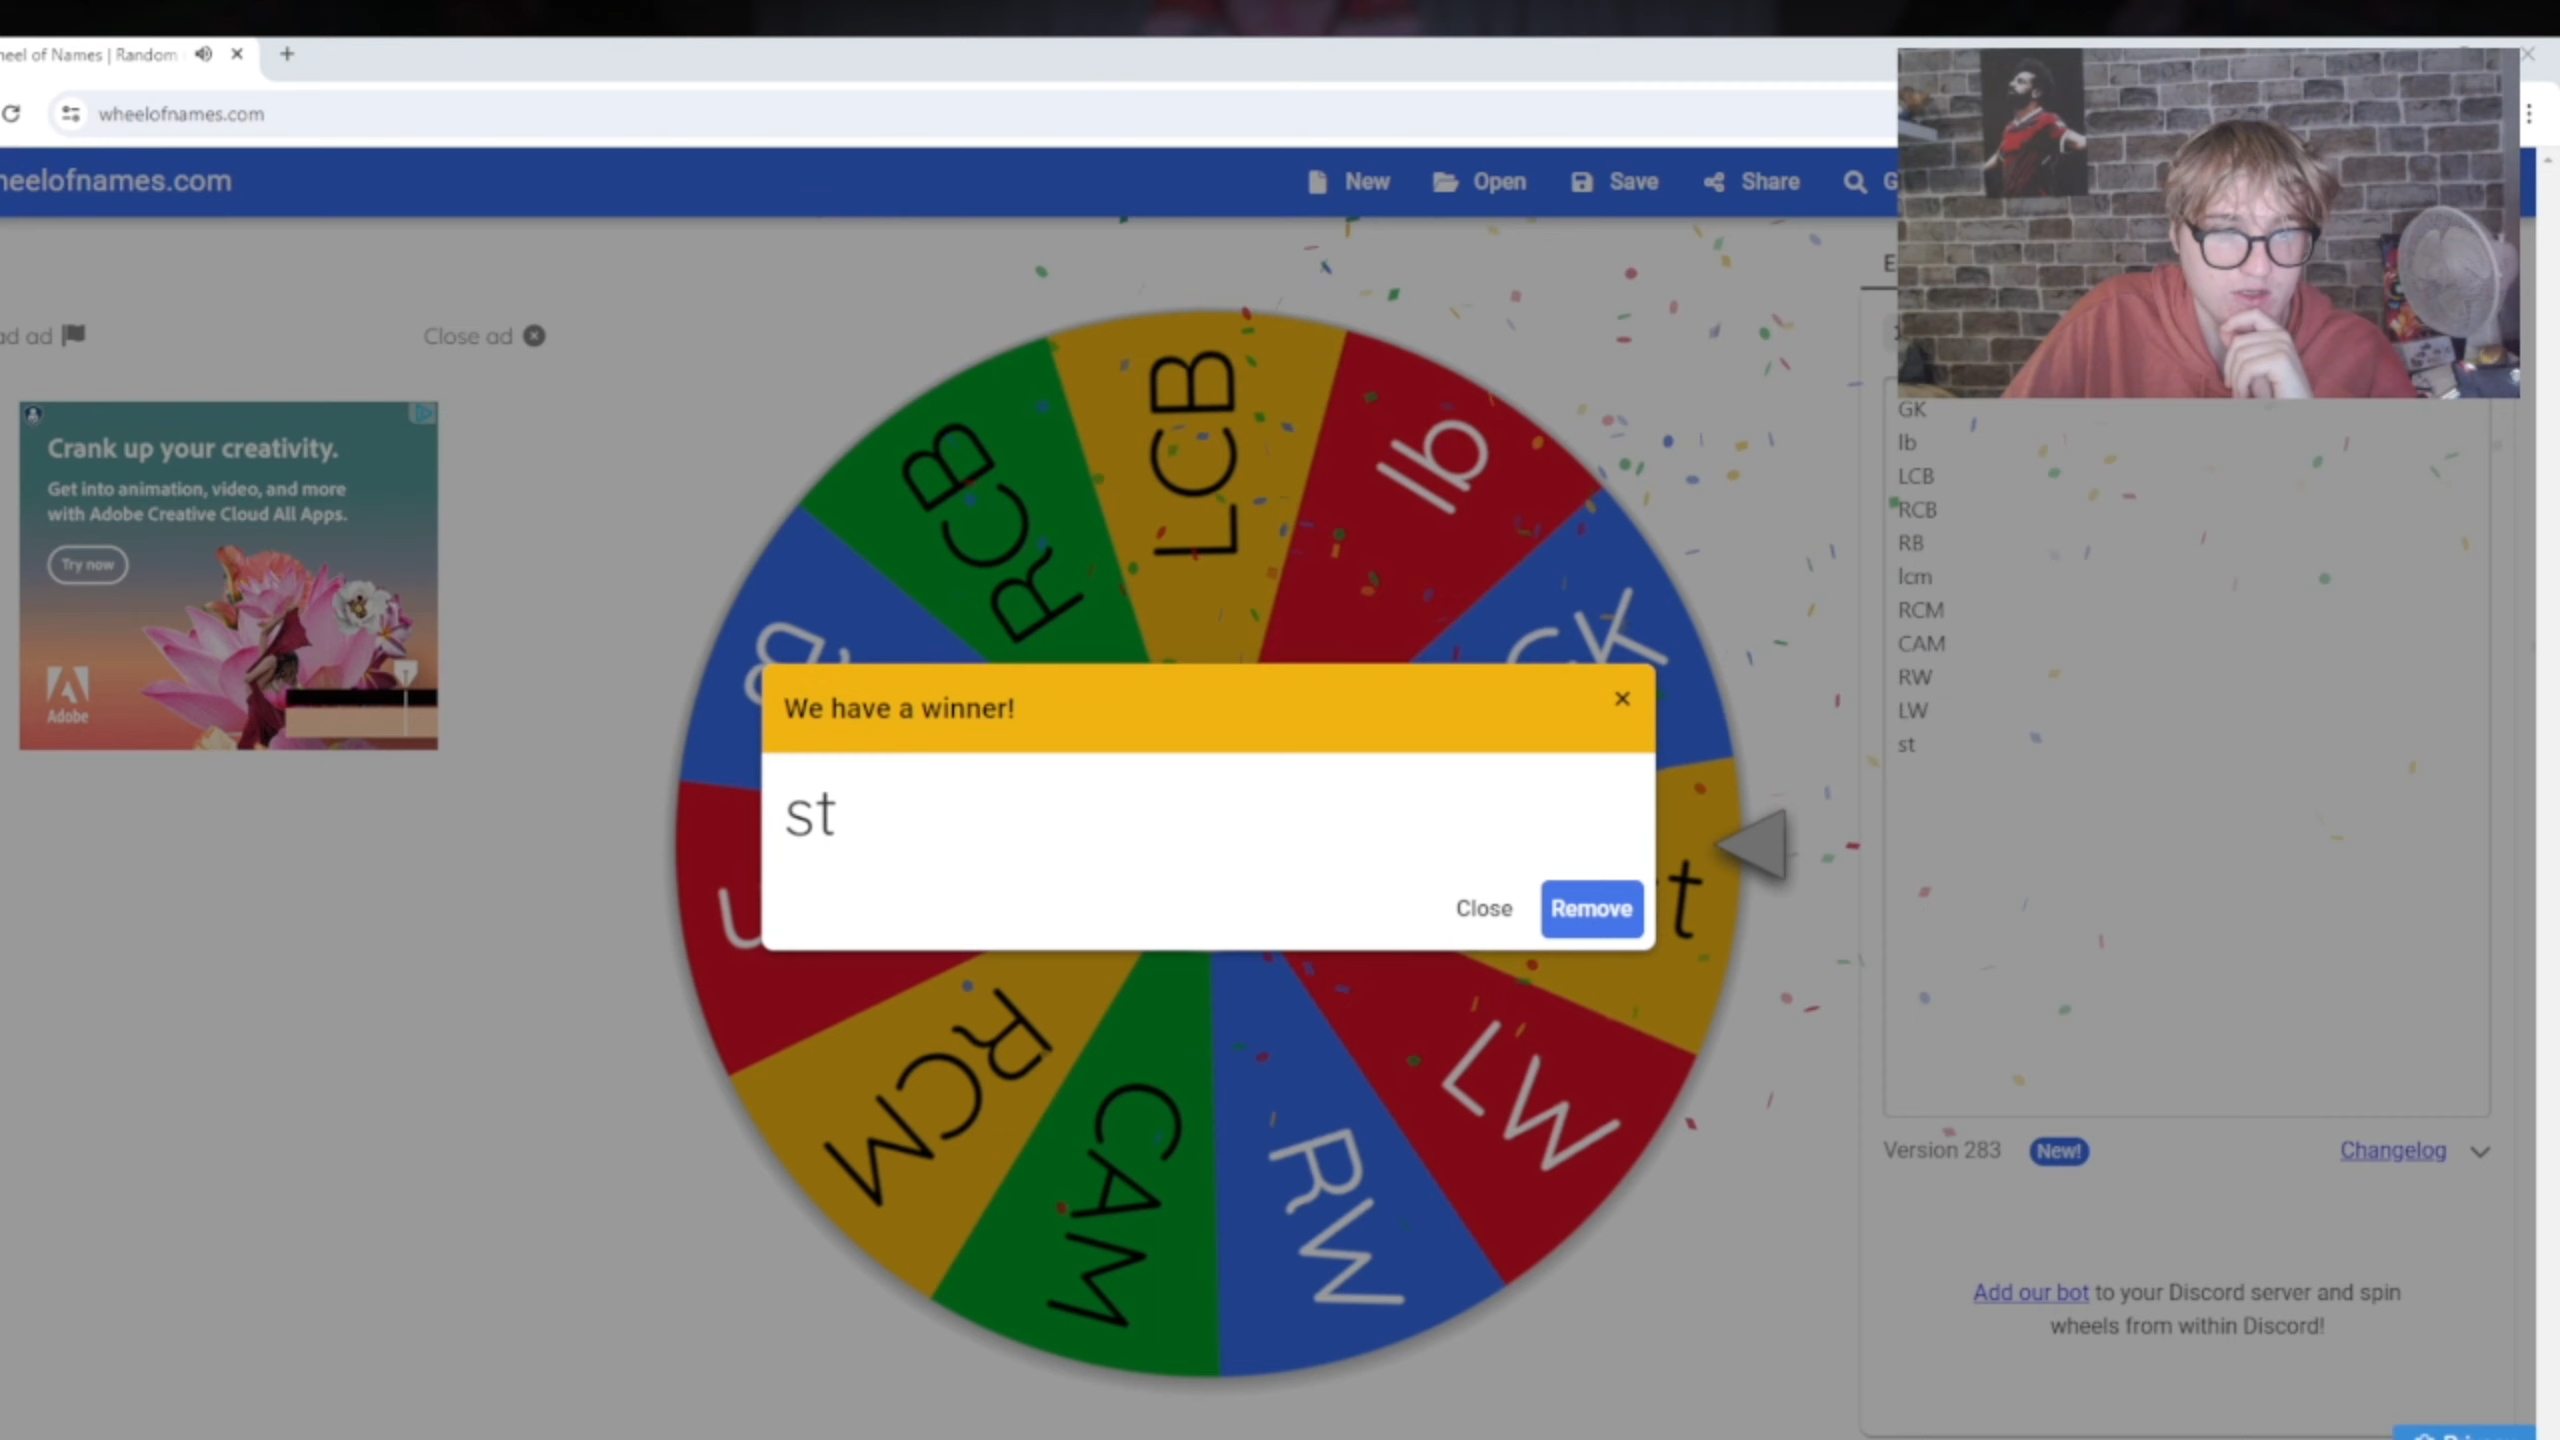 heel of Names | Random
wheelofnames.com
heelofnames.com
New
Open
Save
Share
ad ad
Close ad
Crank up your creativity.
Get into animation, video, and more
with Adobe Creative Cloud All Apps.
Try now
Adobe
RCB
LCB
lb
GK
We have a winner!
st
Close
Remove
t
LW
RW
CAM
RCM
GK
lb
LCB
RCB
RB
lcm
RCM
CAM
RW
LW
st
Version 283
New!
Changelog
Add our bot to your Discord server and spin
wheels from within Discord!